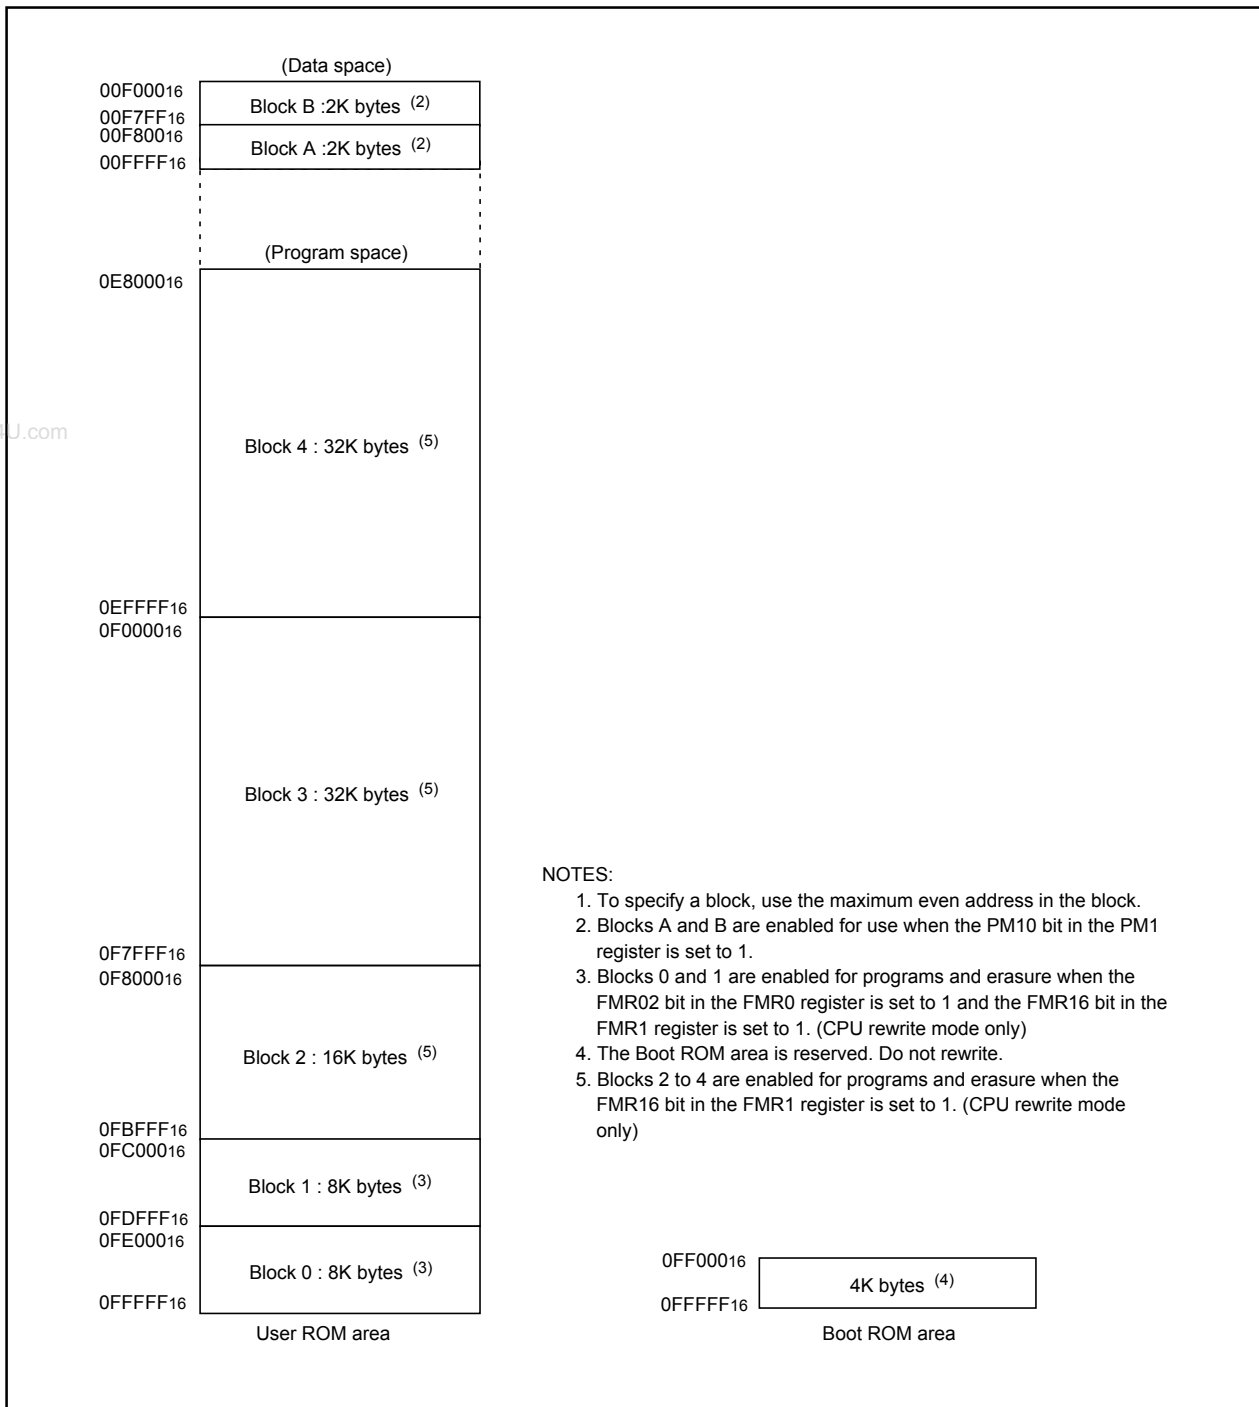 (Data space)
00F00016
Block B :2K bytes (2)
00F7FF16
00F80016
Block A :2K bytes (2)
00FFFF16
(Program space)
0E800016
4U.com
Block 4 : 32K bytes (5)
0EFFFF16
0F000016
Block 3 : 32K bytes (5)
0F7FFF16
0F800016
Block 2 : 16K bytes (5)
0FBFFF16
0FC00016
Block 1 : 8K bytes (3)
0FDFFF16
0FE00016
Block 0 : 8K bytes (3)
0FFFFF16
User ROM area
NOTES:
1. To specify a block, use the maximum even address in the block.
2. Blocks A and B are enabled for use when the PM10 bit in the PM1
register is set to 1.
3. Blocks 0 and 1 are enabled for programs and erasure when the
FMR02 bit in the FMR0 register is set to 1 and the FMR16 bit in the
FMR1 register is set to 1. (CPU rewrite mode only)
4. The Boot ROM area is reserved. Do not rewrite.
5. Blocks 2 to 4 are enabled for programs and erasure when the
FMR16 bit in the FMR1 register is set to 1. (CPU rewrite mode
only)
0FF00016
4K bytes (4)
0FFFFF16
Boot ROM area